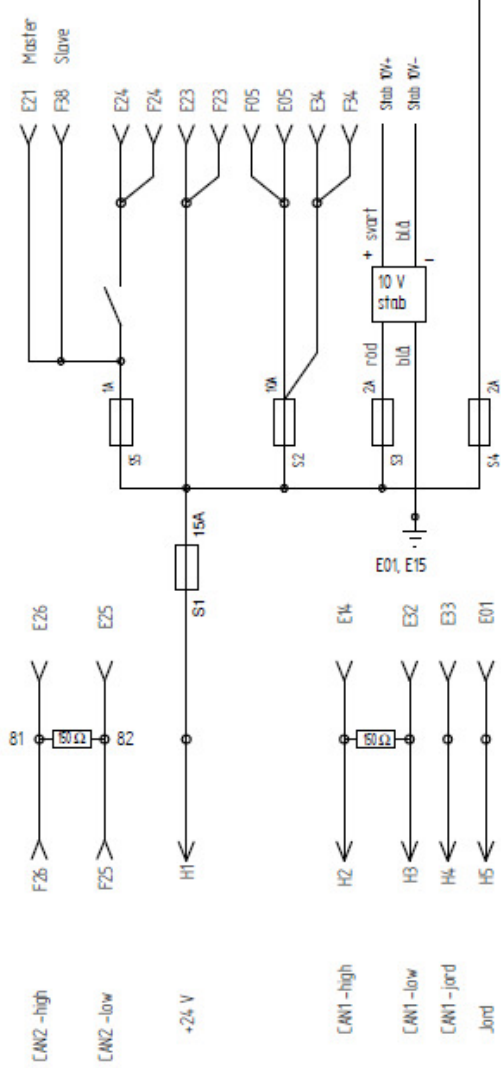 Master
Slave
E21
F38
E24
F24
E23
F23
F05
E05
E34
F34
Stab 10V+
Stab 10V-
+ svart
blå
-
10 V
stab
röd
blå
1A
S5
10A
S2
2A
S3
2A
S4
E01, E15
15A
S1
E26
E25
81
150Ω
82
F26
F25
H1
E14
E32
E33
E01
150Ω
H2
H3
H4
H5
CAN2 -high
CAN2 -low
+24 V
CAN1 -high
CAN1 -low
CAN1 -jord
Jord